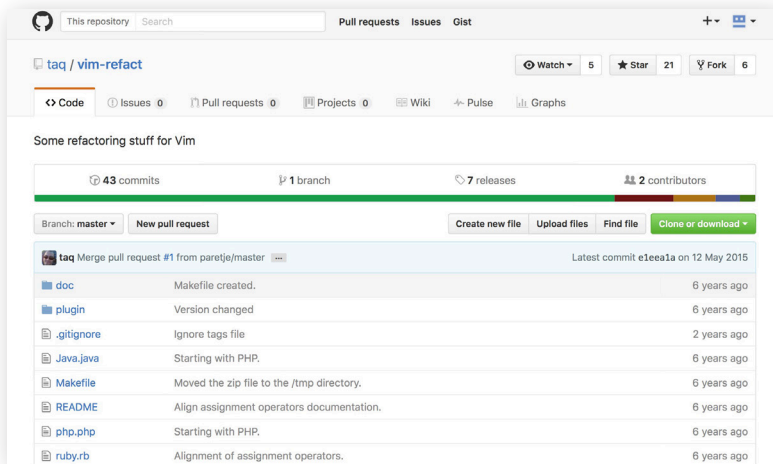 This repository Search Pull requests Issues Gist
taq / vim-refact Watch 5 Star 21 Fork 6
Code Issues 0 Pull requests 0 Projects 0 Wiki Pulse Graphs
Some refactoring stuff for Vim
43 commits 1 branch 7 releases 2 contributors
Branch: master New pull request Create new file Upload files Find file Clone or download
taq Merge pull request #1 from paretje/master ... Latest commit e1eea1a on 12 May 2015
doc Makefile created. 6 years ago
plugin Version changed 6 years ago
.gitignore Ignore tags file 2 years ago
Java.java Starting with PHP. 6 years ago
Makefile Moved the zip file to the /tmp directory. 6 years ago
README Align assignment operators documentation. 6 years ago
php.php Starting with PHP. 6 years ago
ruby.rb Alignment of assignment operators. 6 years ago